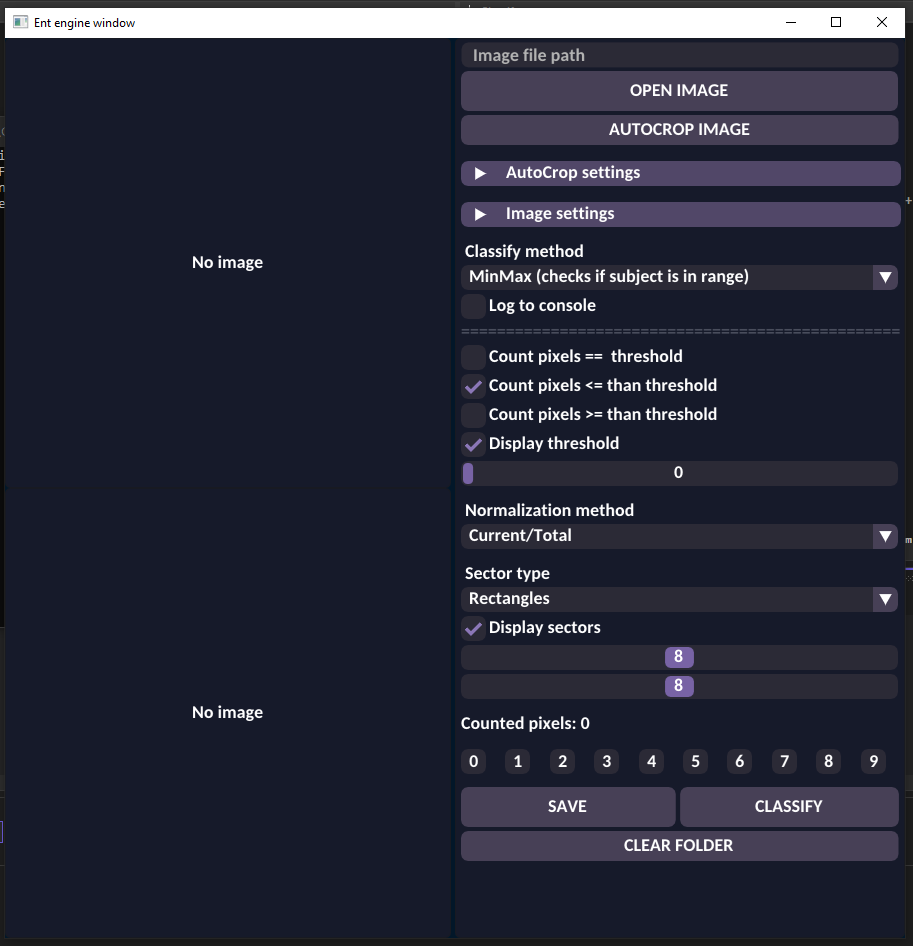 Ent engine window
No image
No image
Image file path
OPEN IMAGE
AUTOCROP IMAGE
AutoCrop settings
Image settings
Classify method
MinMax (checks if subject is in range)
Log to console
=================================================
Count pixels ==  threshold
Count pixels <= than threshold
Count pixels >= than threshold
Display threshold
0
Normalization method
Current/Total
Sector type
Rectangles
Display sectors
8
8
Counted pixels: 0
0 1 2 3 4 5 6 7 8 9
SAVE CLASSIFY
CLEAR FOLDER